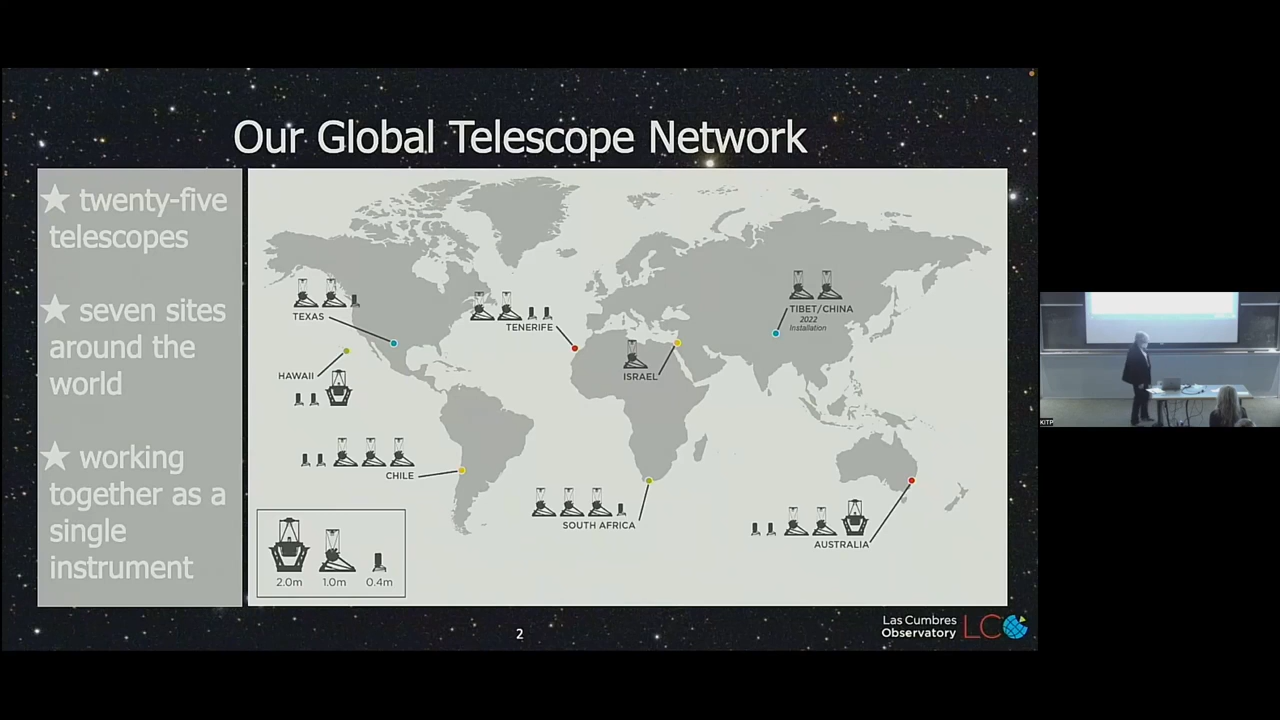 Our Global Telescope Network
★ twenty-five
telescopes
★ seven sites
around the
world
★ working
together as a
single
instrument
TEXAS
TENERIFE
TIBET/CHINA
2022
Installation
HAWAII
ISRAEL
CHILE
SOUTH AFRICA
AUSTRALIA
2.0m 1.0m 0.4m
2
Las Cumbres
Observatory
LCO
KITP